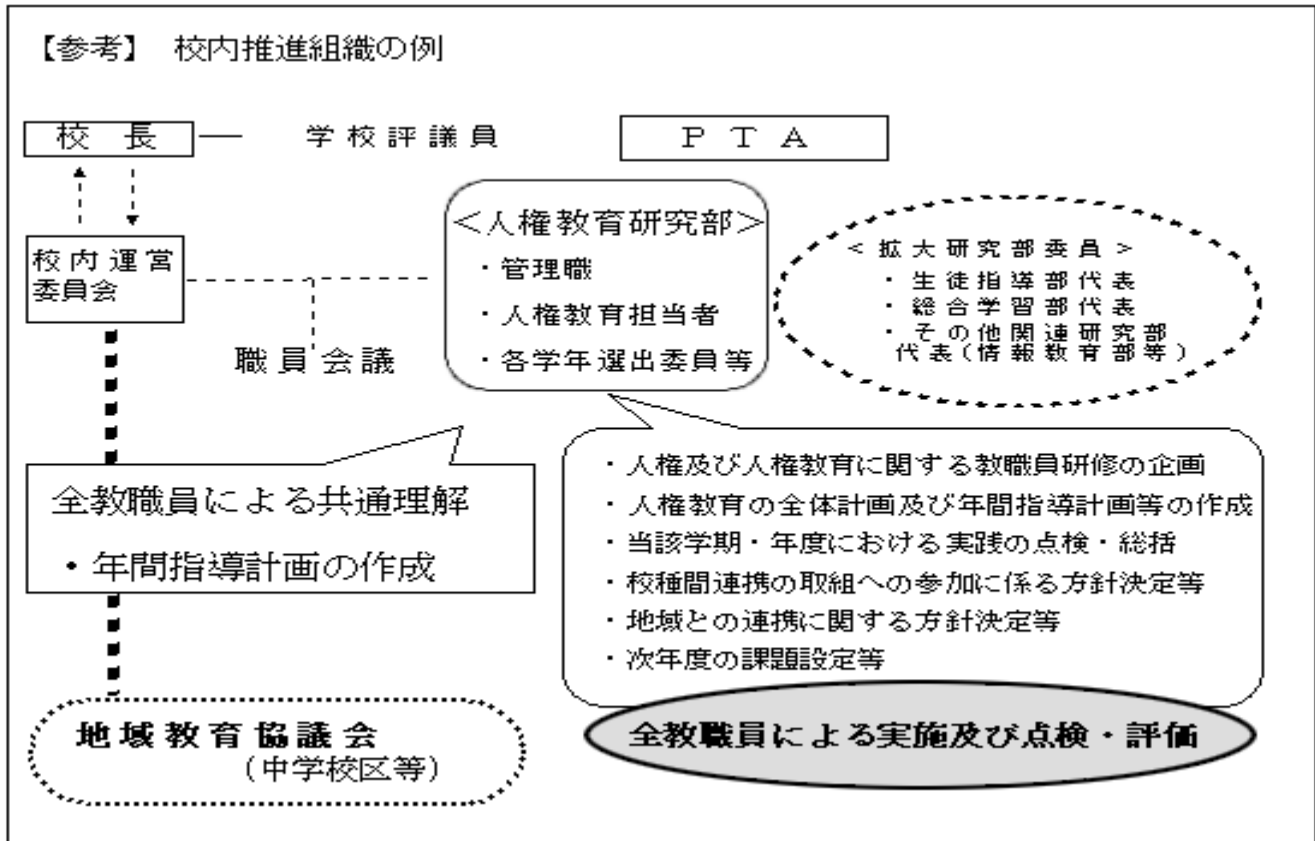 【参考】 校内推進組織の例
校 長
学校評議員
PTA
校内運営
委員会
職員会議
＜人権教育研究部＞
・管理職
・人権教育担当者
・各学年選出委員等
＜拡大研究部委員＞
・生徒指導部代表
・総合学習部代表
・その他関連研究部
代表(情報教育部等)
全教職員による共通理解
・年間指導計画の作成
・人権及び人権教育に関する教職員研修の企画
・人権教育の全体計画及び年間指導計画等の作成
・当該学期・年度における実践の点検・総括
・校種間連携の取組への参加に係る方針決定等
・地域との連携に関する方針決定等
・次年度の課題設定等
地域教育協議会
(中学校区等)
全教職員による実施及び点検・評価